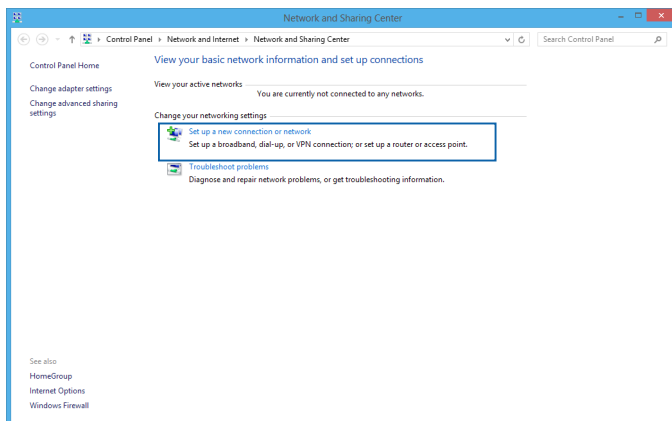 Network and Sharing Center
Control Panel Network and Internet Network and Sharing Center
Search Control Panel
Control Panel Home
Change adapter settings
Change advanced sharing
settings
View your basic network information and set up connections
View your active networks
You are currently not connected to any networks.
Change your networking settings
Set up a new connection or network
Set up a broadband, dial-up, or VPN connection; or set up a router or access point.
Troubleshoot problems
Diagnose and repair network problems, or get troubleshooting information.
See also
HomeGroup
Internet Options
Windows Firewall